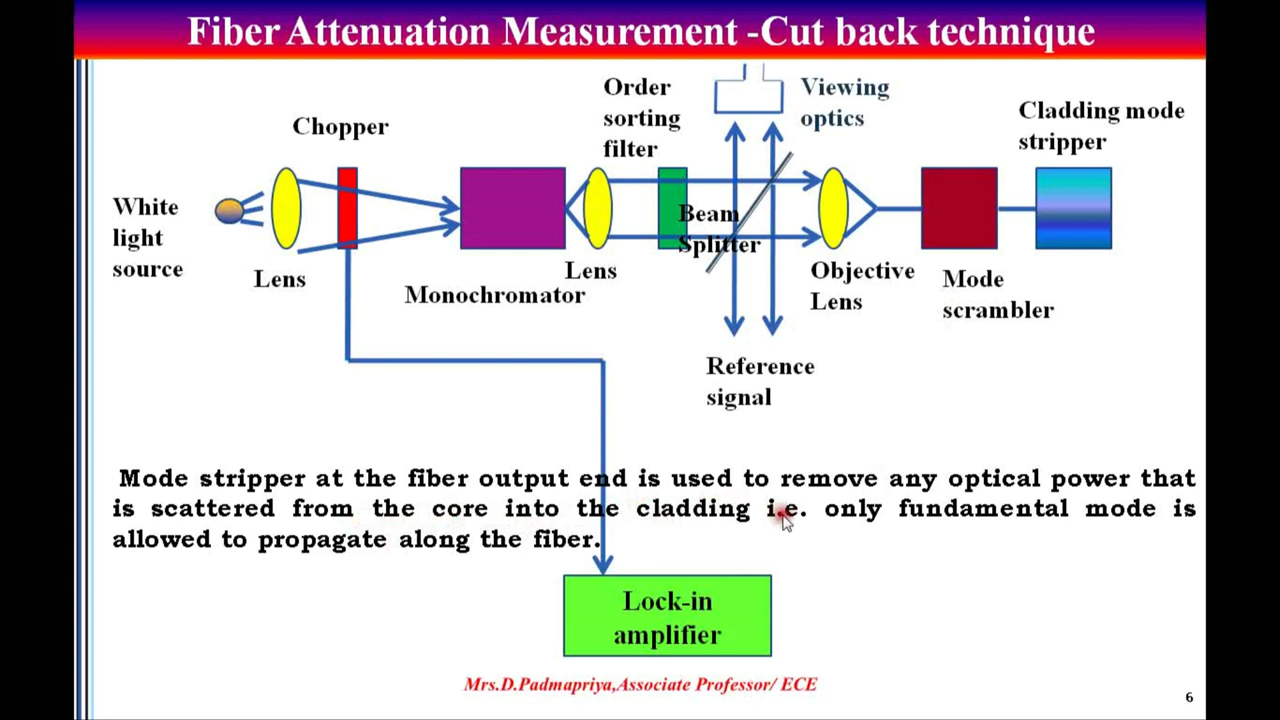 Fiber Attenuation Measurement -Cut back technique
Order
sorting
filter
Viewing
optics
Cladding mode
stripper
Chopper
White
light
source
Beam
Splitter
Lens
Lens
Monochromator
Objective
Lens
Mode
scrambler
Reference
signal
Mode stripper at the fiber output end is used to remove any optical power that
is scattered from the core into the cladding i.e. only fundamental mode is
allowed to propagate along the fiber.
Lock-in
amplifier
Mrs.D.Padmapriya,Associate Professor/ ECE
6